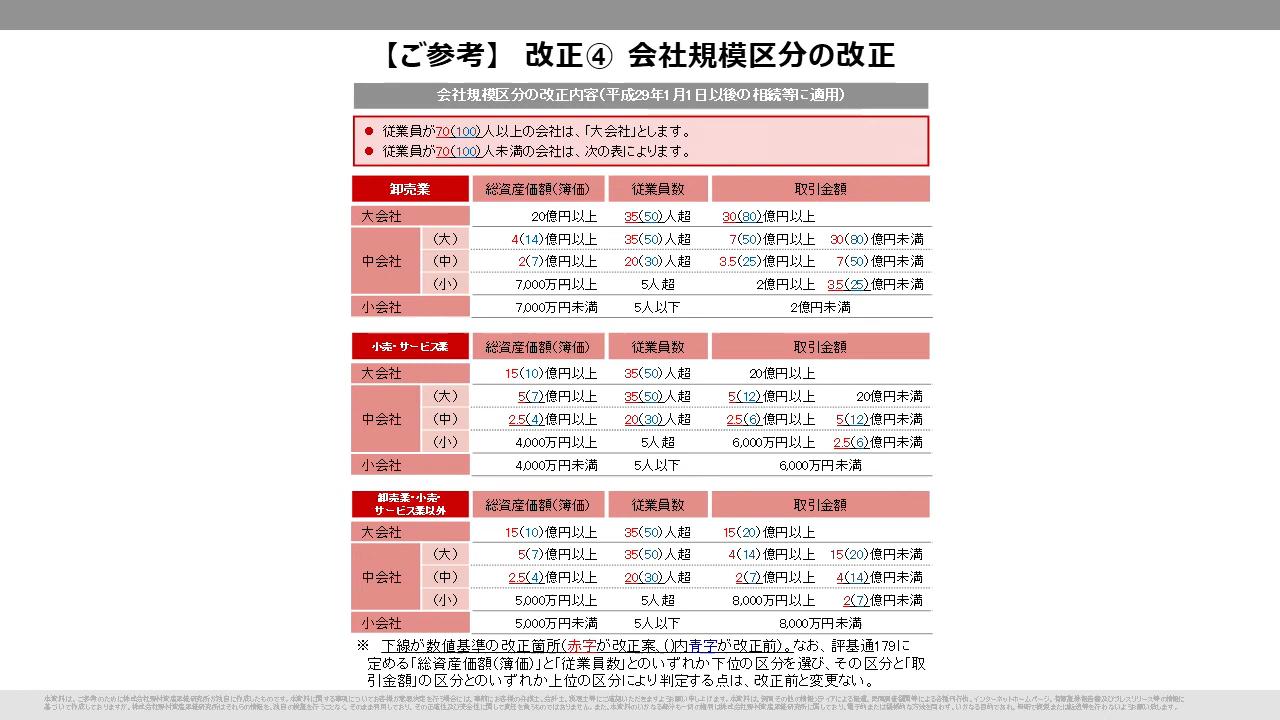 【ご参考】 改正④ 会社規模区分の改正
会社規模区分の改正内容(平成29年1月1日以後の相続等に適用)
● 従業員が70(100)人以上の会社は、「大会社」とします。
● 従業員が70(100)人未満の会社は、次の表によります。
卸売業 総資産価額(簿価) 従業員数 取引金額
大会社 20億円以上 35(50)人超 30(80)億円以上
中会社 (大) 4(14)億円以上 35(50)人超 7(50)億円以上 30(80)億円未満
(中) 2(7)億円以上 20(30)人超 3.5(25)億円以上 7(50)億円未満
(小) 7,000万円以上 5人超 2億円以上 3.5(25)億円未満
小会社 7,000万円未満 5人以下 2億円未満
小売・サービス業 総資産価額(簿価) 従業員数 取引金額
大会社 15(10)億円以上 35(50)人超 20億円以上
中会社 (大) 5(7)億円以上 35(50)人超 5(12)億円以上 20億円未満
(中) 2.5(4)億円以上 20(30)人超 2.5(6)億円以上 5(12)億円未満
(小) 4,000万円以上 5人超 6,000万円以上 2.5(6)億円未満
小会社 4,000万円未満 5人以下 6,000万円未満
卸売業・小売・
サービス業以外 総資産価額(簿価) 従業員数 取引金額
大会社 15(10)億円以上 35(50)人超 15(20)億円以上
中会社 (大) 5(7)億円以上 35(50)人超 4(14)億円以上 15(20)億円未満
(中) 2.5(4)億円以上 20(30)人超 2(7)億円以上 4(14)億円未満
(小) 5,000万円以上 5人超 8,000万円以上 2(7)億円未満
小会社 5,000万円未満 5人以下 8,000万円未満
※ 下線が数値基準の改正箇所(赤字が改正案、()内青字が改正前)。なお、評基通179に
定める「総資産価額(簿価)」と「従業員数」とのいずれか下位の区分を選び、その区分と「取
引金額」の区分とのいずれか上位の区分により判定する点は、改正前と変更ない。